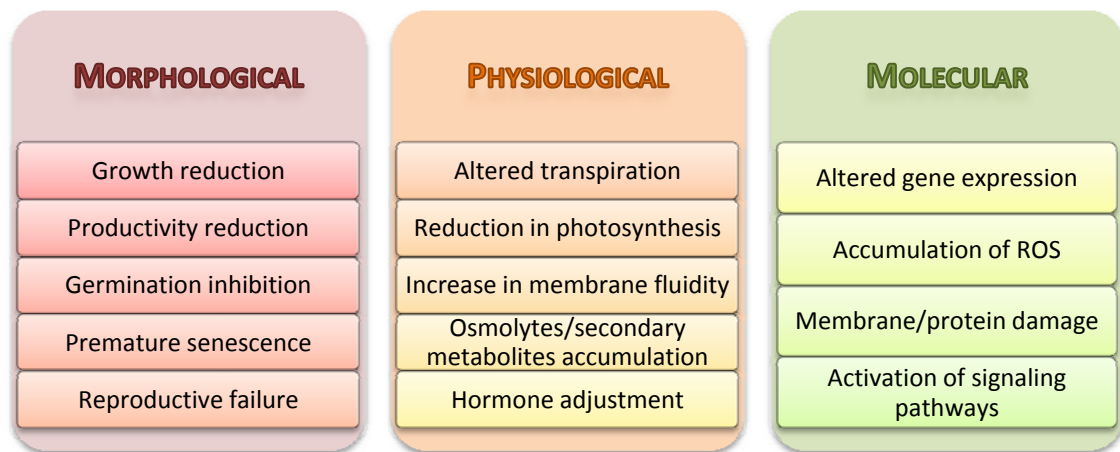 MORPHOLOGICAL
Growth reduction
Productivity reduction
Germination inhibition
Premature senescence
Reproductive failure
PHYSIOLOGICAL
Altered transpiration
Reduction in photosynthesis
Increase in membrane fluidity
Osmolytes/secondary
metabolites accumulation
Hormone adjustment
MOLECULAR
Altered gene expression
Accumulation of ROS
Membrane/protein damage
Activation of signaling
pathways